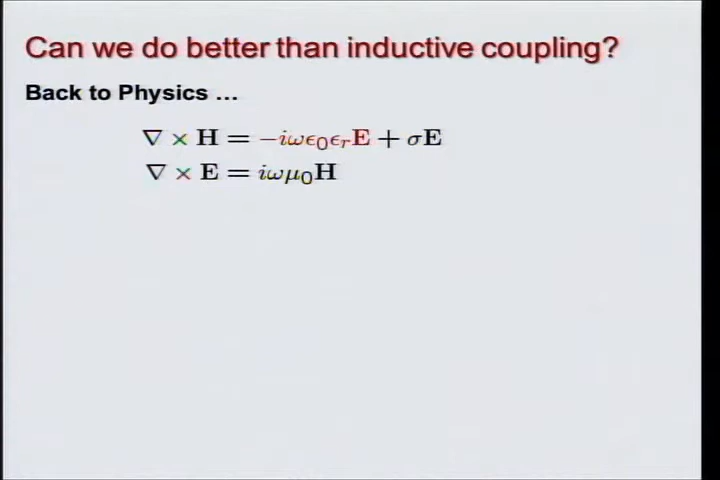 Can we do better than inductive coupling?
Back to Physics ...
∇ × H = −iωϵ₀ϵᵣE + σE
∇ × E = iωμ₀H